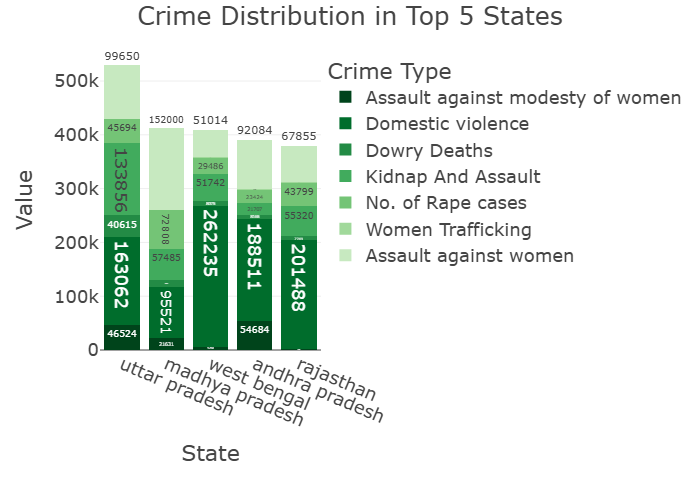 Crime Distribution in Top 5 States
99650
152000
51014
92084
67855
500k
400k
300k
200k
100k
0
Value
45694
133856
40615
163062
46524
72808
57485
95521
21631
29486
51742
262235
188511
54684
43799
55320
201488
uttar pradesh
madhya pradesh
west bengal
andhra pradesh
rajasthan
State
Crime Type
Assault against modesty of women
Domestic violence
Dowry Deaths
Kidnap And Assault
No. of Rape cases
Women Trafficking
Assault against women